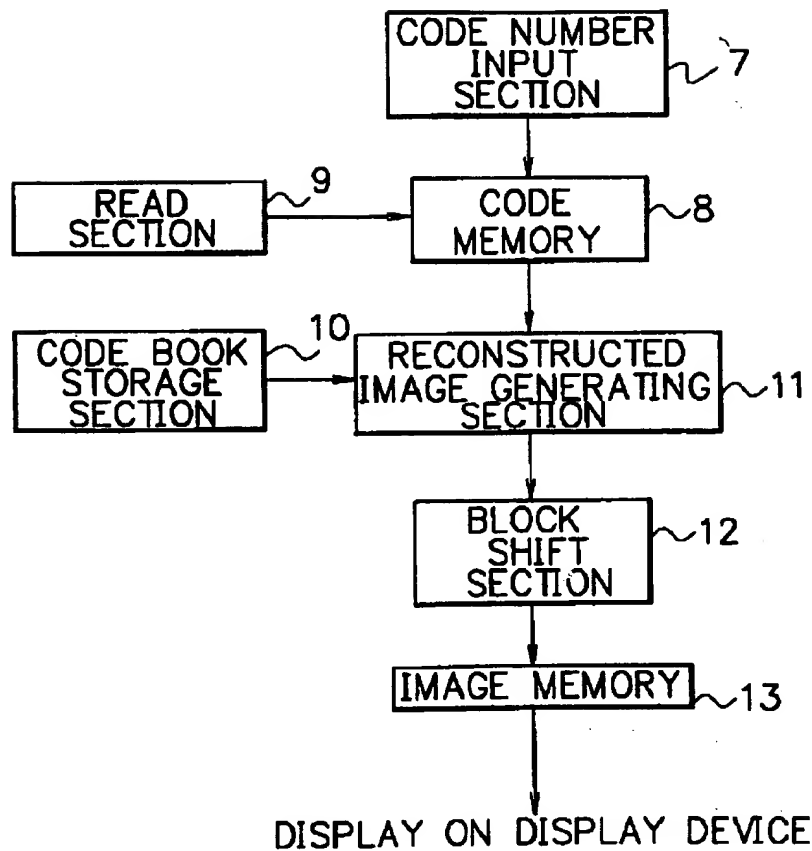 CODE NUMBER
INPUT
SECTION
7
READ
SECTION
9
CODE
MEMORY
8
CODE BOOK
STORAGE
SECTION
10
RECONSTRUCTED
IMAGE GENERATING
SECTION
11
BLOCK
SHIFT
SECTION
12
IMAGE MEMORY
13
DISPLAY ON DISPLAY DEVICE